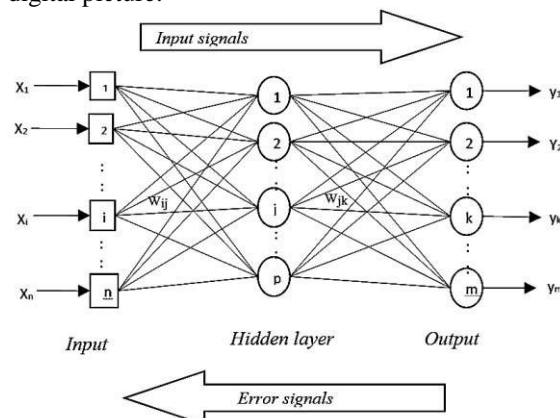 digital picture.
Input signals
X₁ 1 1 1 y₁
X₂ 2 2 2 y₂
Xᵢ i wᵢⱼ j wⱼₖ k yₖ
Xₙ n p m yₘ
Input Hidden layer Output
Error signals